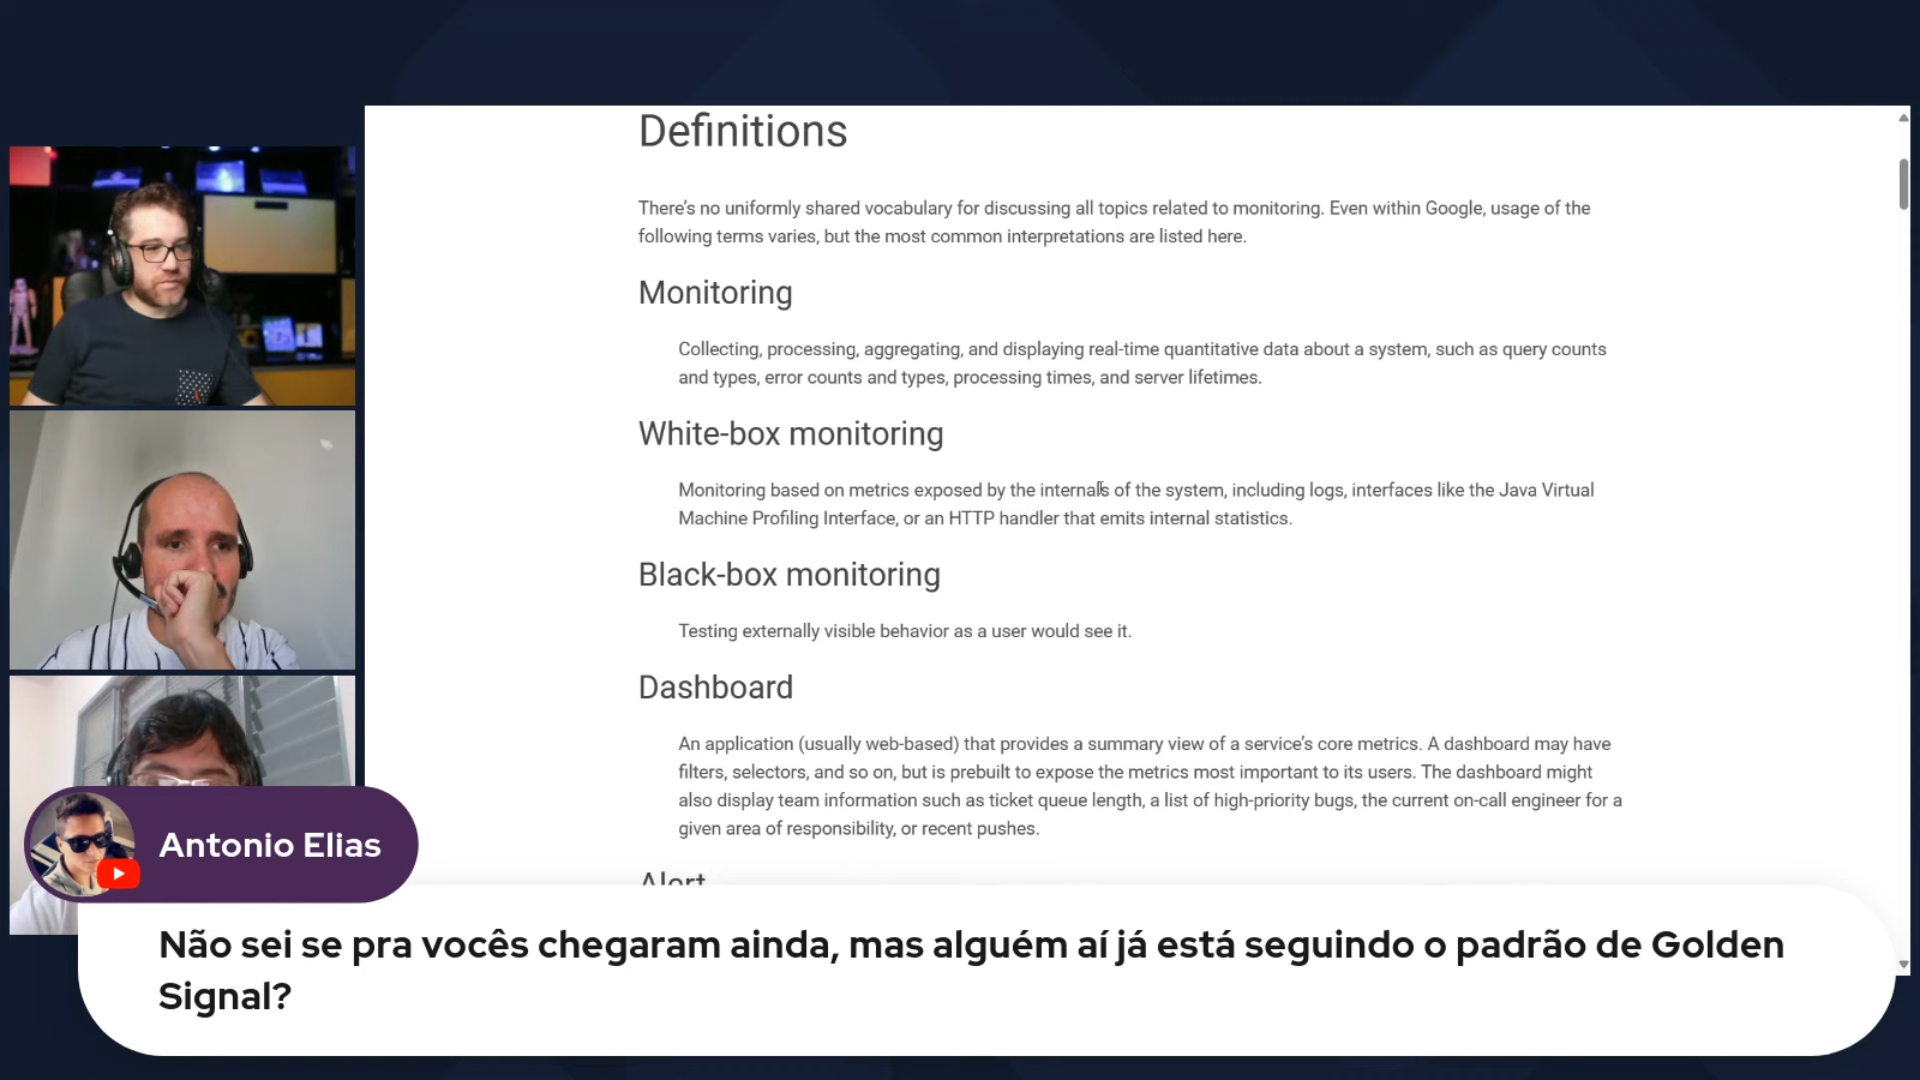 Definitions
There's no uniformly shared vocabulary for discussing all topics related to monitoring. Even within Google, usage of the
following terms varies, but the most common interpretations are listed here.
Monitoring
Collecting, processing, aggregating, and displaying real-time quantitative data about a system, such as query counts
and types, error counts and types, processing times, and server lifetimes.
White-box monitoring
Monitoring based on metrics exposed by the internals of the system, including logs, interfaces like the Java Virtual
Machine Profiling Interface, or an HTTP handler that emits internal statistics.
Black-box monitoring
Testing externally visible behavior as a user would see it.
Dashboard
An application (usually web-based) that provides a summary view of a service's core metrics. A dashboard may have
filters, selectors, and so on, but is prebuilt to expose the metrics most important to its users. The dashboard might
also display team information such as ticket queue length, a list of high-priority bugs, the current on-call engineer for a
given area of responsibility, or recent pushes.
Alert
Antonio Elias
Não sei se pra vocês chegaram ainda, mas alguém aí já está seguindo o padrão de Golden
Signal?